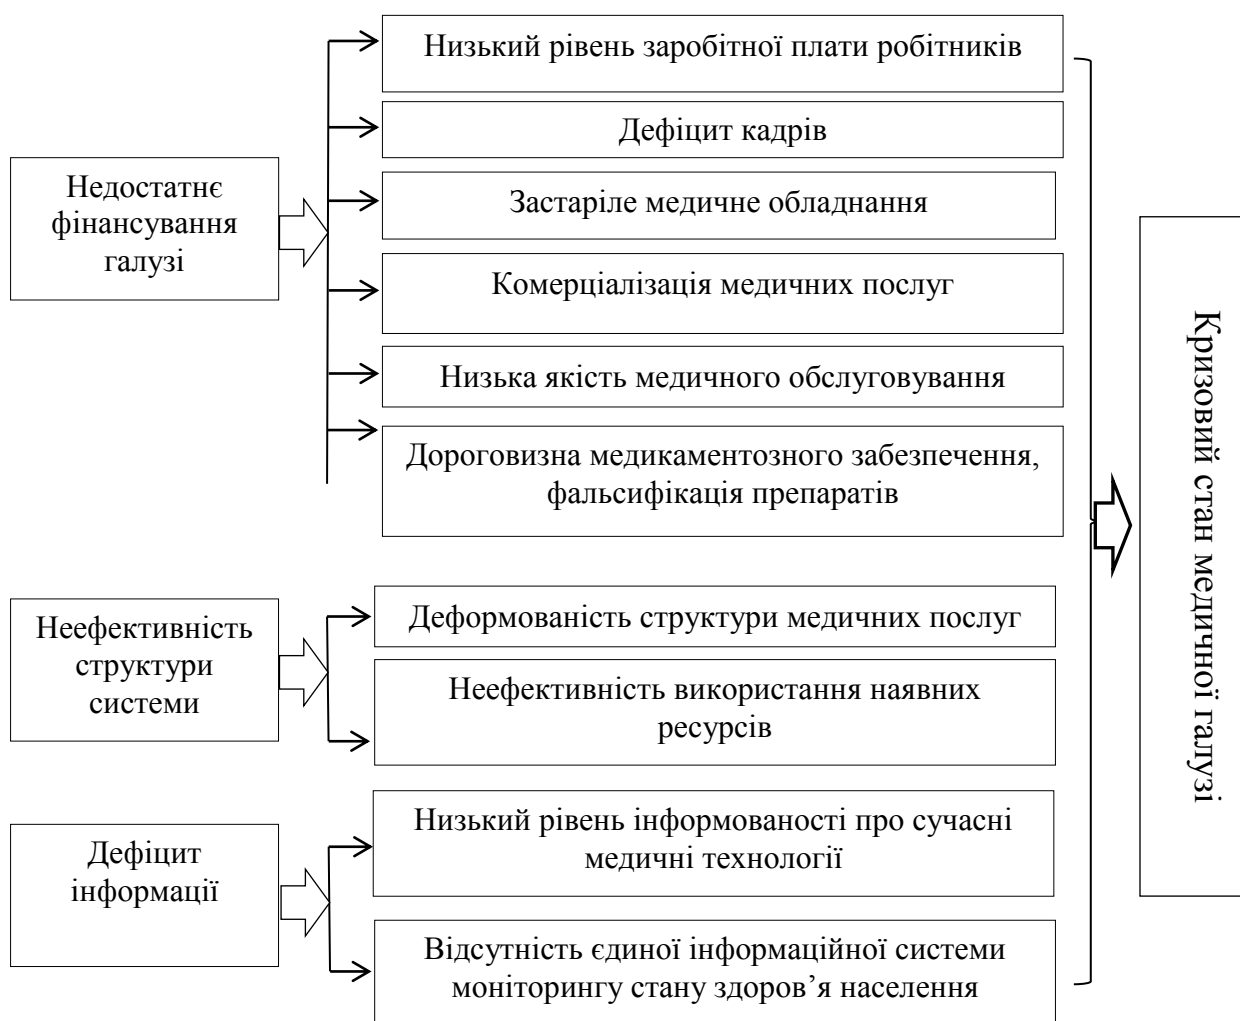 Недостатнє
фінансування
галузі
Низький рівень заробітної плати робітників
Дефіцит кадрів
Застаріле медичне обладнання
Комерціалізація медичних послуг
Низька якість медичного обслуговування
Дороговизна медикаментозного забезпечення,
фальсифікація препаратів
Неефективність
структури
системи
Деформованість структури медичних послуг
Неефективність використання наявних
ресурсів
Дефіцит
інформації
Низький рівень інформованості про сучасні
медичні технології
Відсутність єдиної інформаційної системи
моніторингу стану здоров’я населення
Кризовий стан медичної галузі